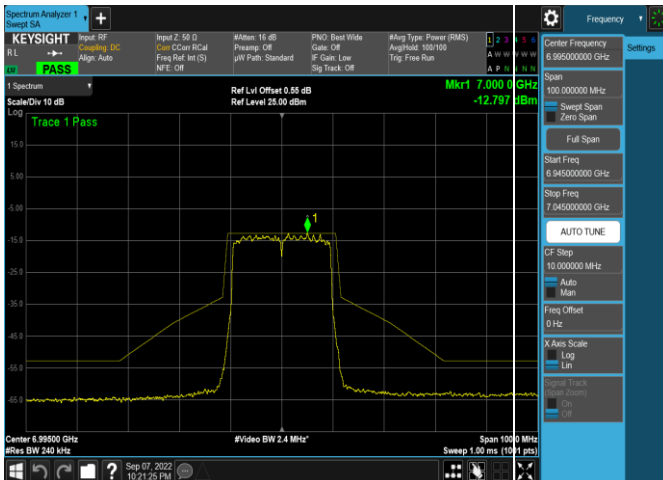 Spectrum Analyzer 1
Swept SA
Frequency
KEYSIGHT
R L
LV
PASS
Input: RF
Coupling: DC
Align: Auto
Input Z: 50 Ω
Corr CCorr RCal
Freq Ref: Int (S)
NFE: Off
#Atten: 16 dB
Preamp: Off
µW Path: Standard
PNO: Best Wide
Gate: Off
IF Gain: Low
Sig Track: Off
#Avg Type: Power (RMS)
Avg|Hold: 100/100
Trig: Free Run
1 2 3 4 5 6
A W W W W W
A P N N N N
1 Spectrum
Scale/Div 10 dB
Ref Lvl Offset 0.55 dB
Ref Level 25.00 dBm
Mkr1 7.000 0 GHz
-12.797 dBm
Log
Trace 1 Pass
15.0
5.00
-5.00
-15.0
-25.0
-35.0
-45.0
-55.0
-65.0
1
Center 6.99500 GHz
#Res BW 240 kHz
#Video BW 2.4 MHz*
Span 100.0 MHz
Sweep 1.00 ms (1001 pts)
Sep 07, 2022
10:21:25 PM
?
Settings
Center Frequency
6.995000000 GHz
Span
100.000000 MHz
Swept Span
Zero Span
Full Span
Start Freq
6.945000000 GHz
Stop Freq
7.045000000 GHz
AUTO TUNE
CF Step
10.000000 MHz
Auto
Man
Freq Offset
0 Hz
X Axis Scale
Log
Lin
Signal Track
(Span Zoom)
On
Off